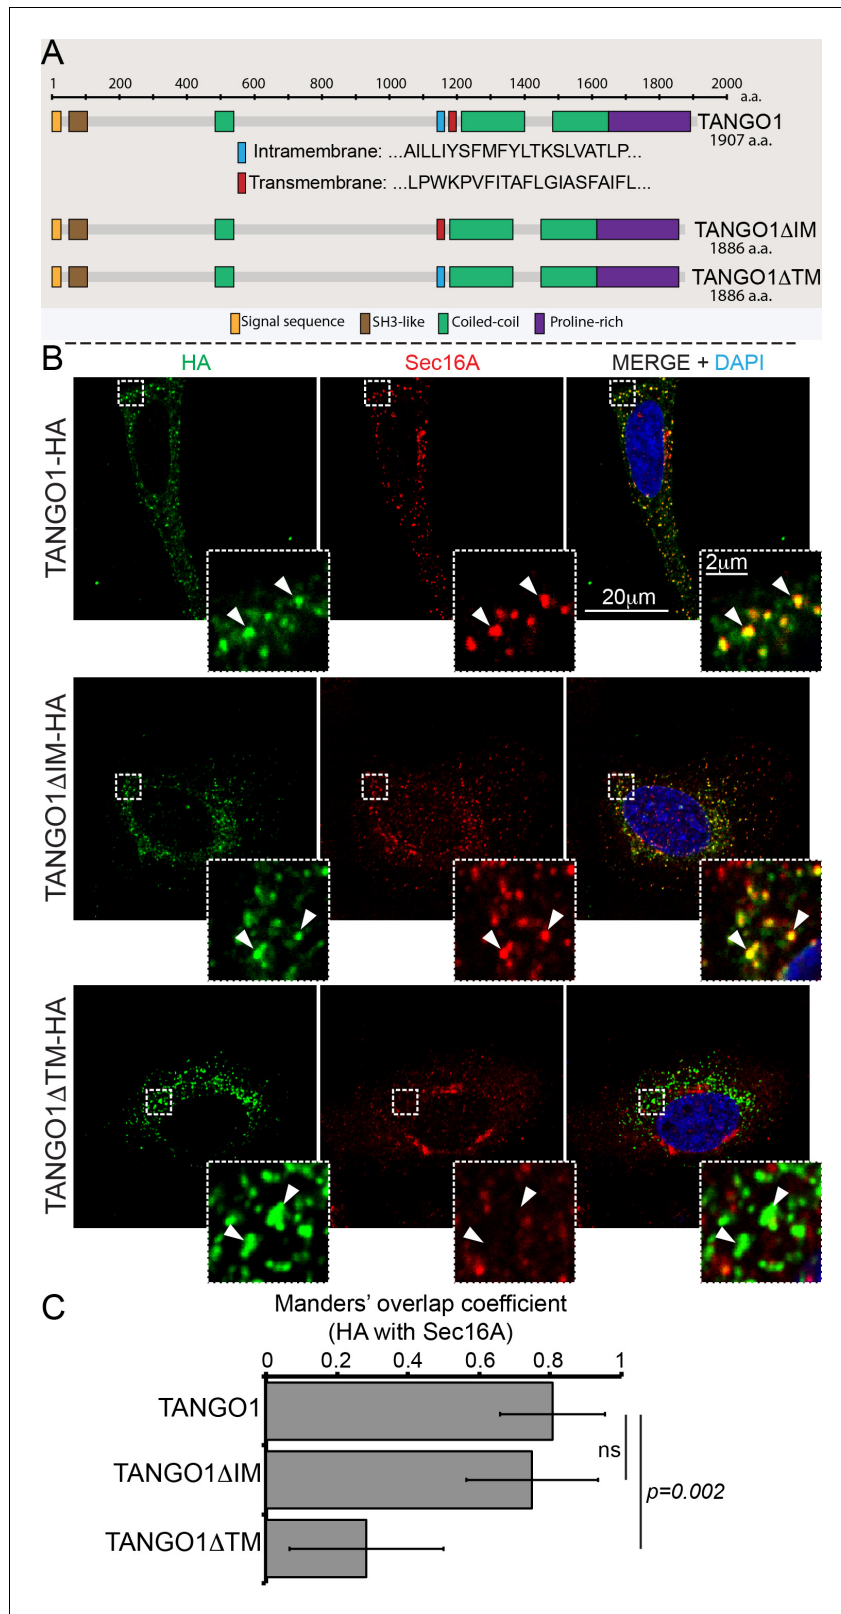 A
1 200 400 600 800 1000 1200 1400 1600 1800 2000
a.a.
TANGO1
1907 a.a.
Intramembrane: ...AILLIYSFMFYLTKSLVATLP...
Transmembrane: ...LPWKPVFITAFLGIASFAIFL...
TANGO1ΔIM
1886 a.a.
TANGO1ΔTM
1886 a.a.
Signal sequence SH3-like Coiled-coil Proline-rich
B
HA Sec16A MERGE + DAPI
TANGO1-HA
2μm
20μm
TANGO1ΔIM-HA
TANGO1ΔTM-HA
C
Manders' overlap coefficient
(HA with Sec16A)
0 0.2 0.4 0.6 0.8 1
TANGO1
ns
TANGO1ΔIM
p=0.002
TANGO1ΔTM